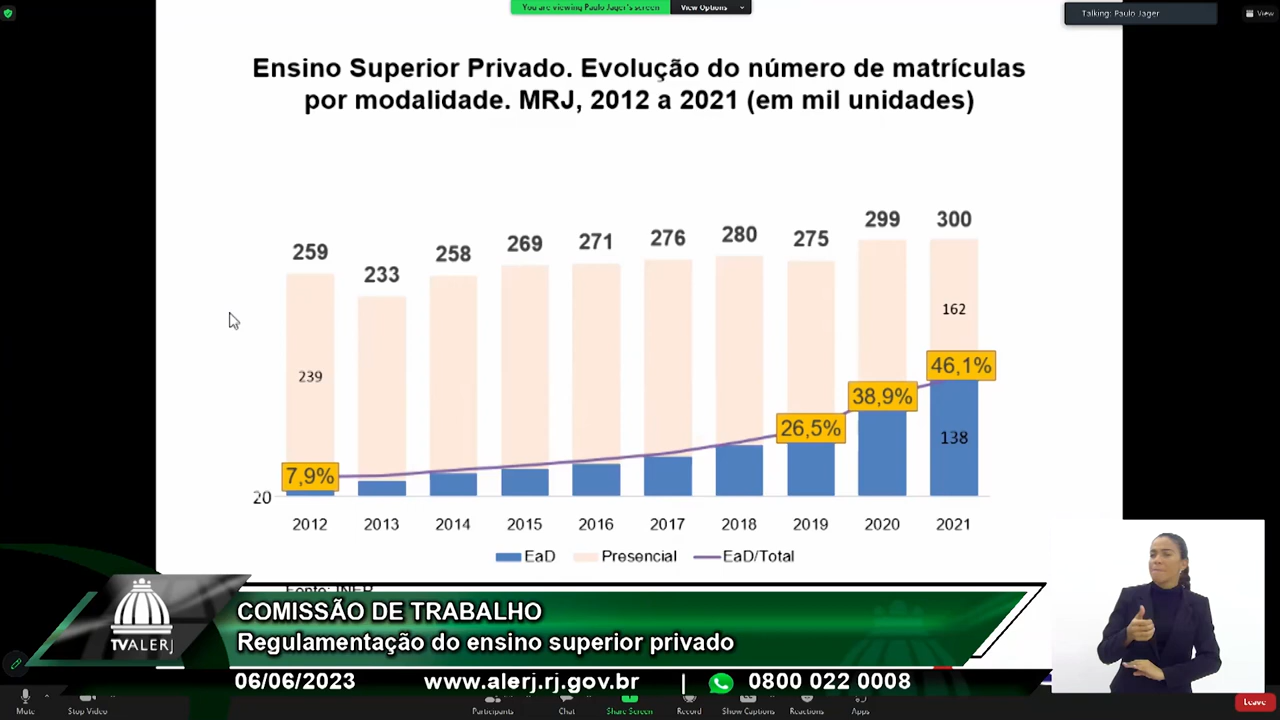 You are viewing Paulo Jager's screen
View Options
Talking: Paulo Jager
View
Ensino Superior Privado. Evolução do número de matrículas
por modalidade. MRJ, 2012 a 2021 (em mil unidades)
259
233
258
269
271
276
280
275
299
300
239
162
7,9%
26,5%
38,9%
46,1%
138
20
2012 2013 2014 2015 2016 2017 2018 2019 2020 2021
EaD Presencial EaD/Total
Fonte: INEP
TVALERJ
COMISSÃO DE TRABALHO
Regulamentação do ensino superior privado
06/06/2023 www.alerj.rj.gov.br | 0800 022 0008
Mute Stop Video Participants Chat Share Screen Record Show Captions Reactions Apps Leave